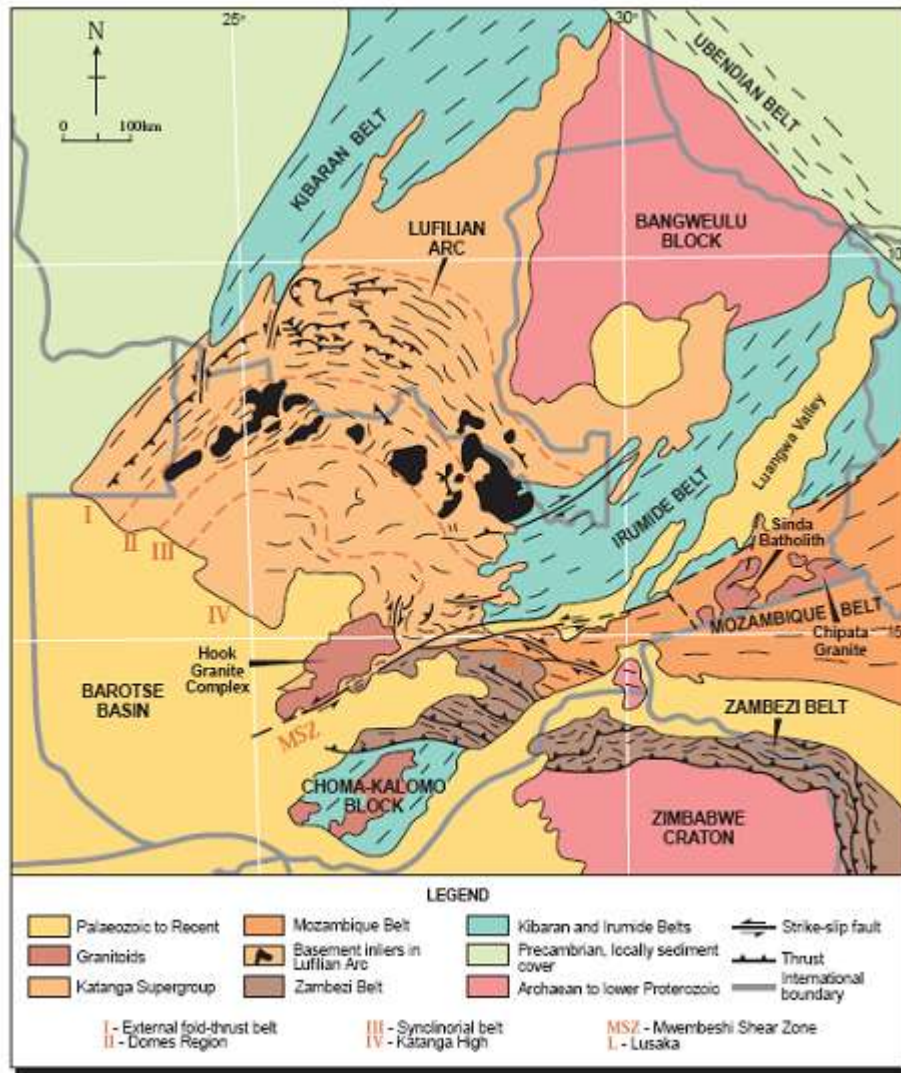 25°
30°
N
0 100km
UBENDIAN BELT
KIBARAN BELT
LUFILIAN
ARC
BANGWEULU
BLOCK
10
Luangwa Valley
IRUMIDE BELT
I
II
III
IV
Sinda
Batholith
MOZAMBIQUE BELT
15
Chipata
Granite
Hook
Granite
Complex
BAROTSE
BASIN
MSZ
ZAMBEZI BELT
CHOMA-KALOMO
BLOCK
ZIMBABWE
CRATON
LEGEND
Palaeozoic to Recent
Mozambique Belt
Kibaran and Irumide Belts
Strike-slip fault
Granitoids
Basement inliers in
Lufilian Arc
Precambrian, locally sediment
cover
Thrust
International
boundary
Katanga Supergroup
Zambezi Belt
Archaean to lower Proterozoic
I - External fold-thrust belt
III - Synclinorial belt
MSZ - Mwembeshi Shear Zone
II - Domes Region
IV - Katanga High
L - Lusaka